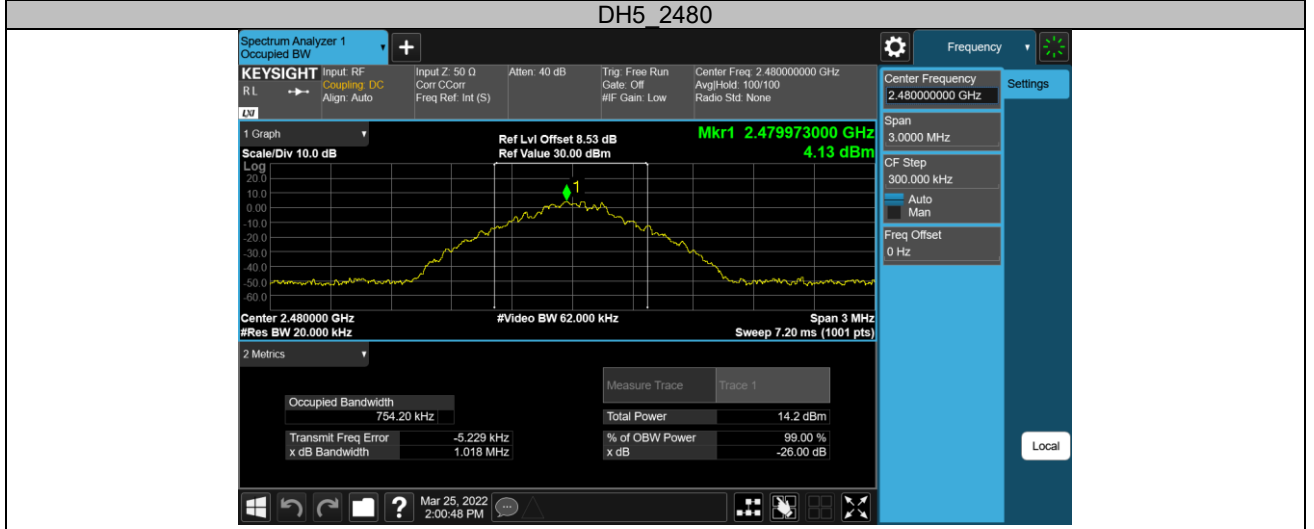 DH5_2480
Spectrum Analyzer 1
Occupied BW
+
Frequency
KEYSIGHT
RL
LXI
Input: RF
Coupling: DC
Align: Auto
Input Z: 50 Ω
Corr CCorr
Freq Ref: Int (S)
Atten: 40 dB
Trig: Free Run
Gate: Off
#IF Gain: Low
Center Freq: 2.480000000 GHz
Avg|Hold: 100/100
Radio Std: None
Center Frequency
2.480000000 GHz
Settings
Span
3.0000 MHz
CF Step
300.000 kHz
Auto
Man
Freq Offset
0 Hz
Local
1 Graph
Scale/Div 10.0 dB
Ref Lvl Offset 8.53 dB
Ref Value 30.00 dBm
Mkr1 2.479973000 GHz
4.13 dBm
Log
20.0
10.0
0.00
-10.0
-20.0
-30.0
-40.0
-50.0
-60.0
1
Center 2.480000 GHz
#Video BW 62.000 kHz
Span 3 MHz
#Res BW 20.000 kHz
Sweep 7.20 ms (1001 pts)
2 Metrics
Measure Trace Trace 1
Occupied Bandwidth
754.20 kHz
Total Power 14.2 dBm
Transmit Freq Error -5.229 kHz
% of OBW Power 99.00 %
x dB Bandwidth 1.018 MHz
x dB -26.00 dB
?
Mar 25, 2022
2:00:48 PM